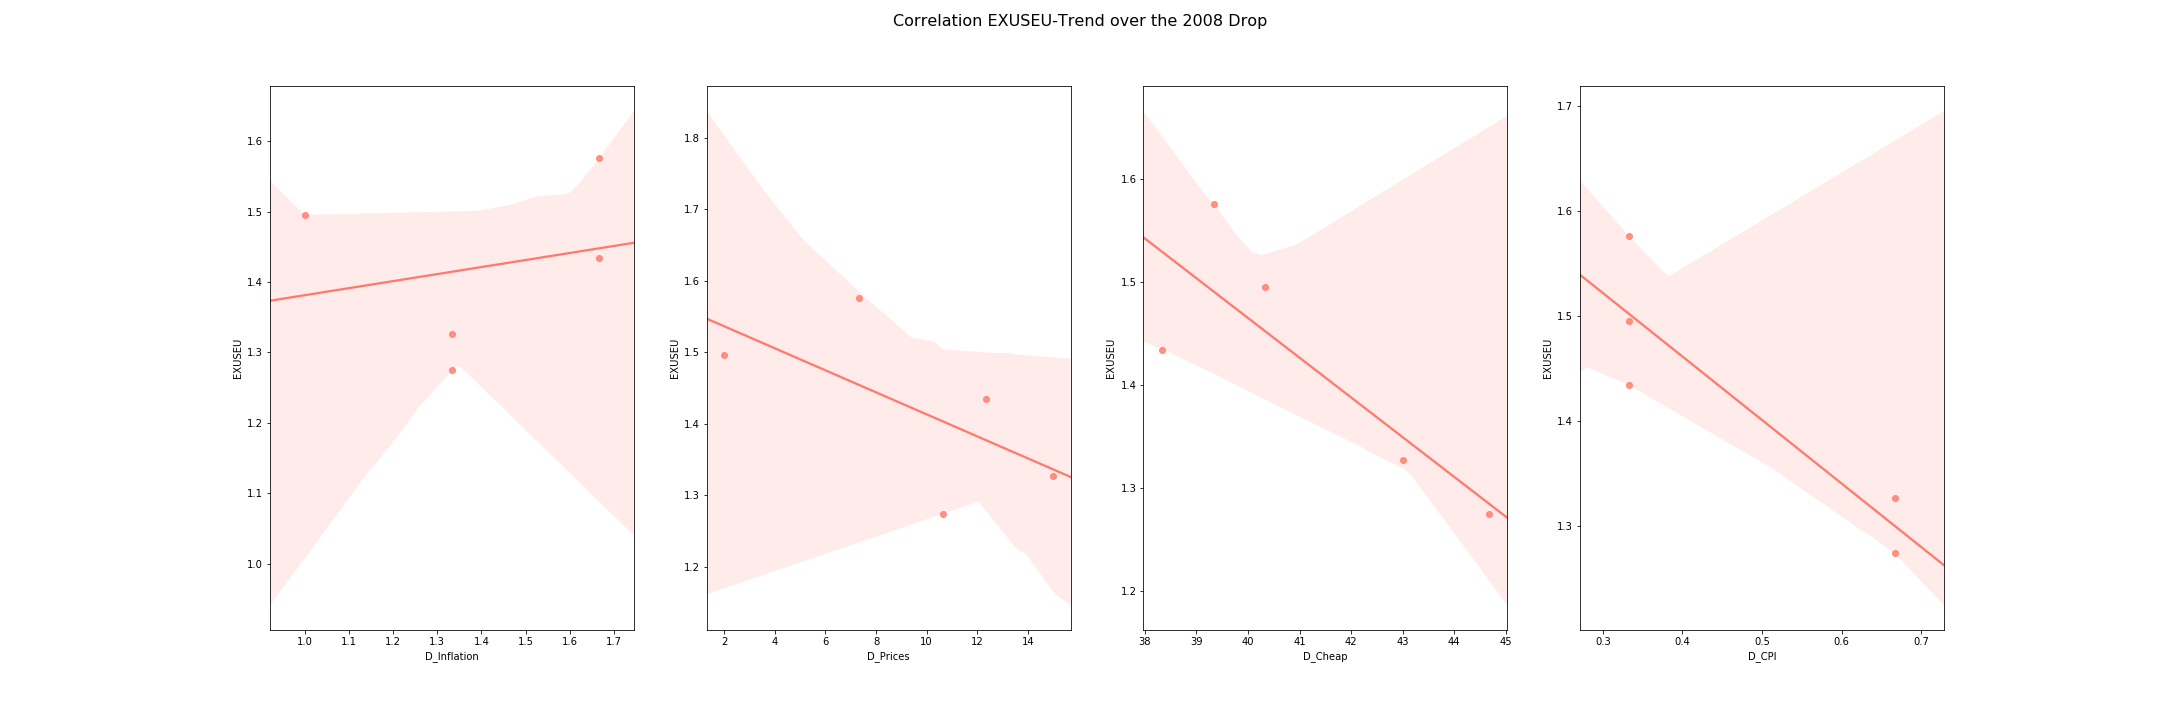 Correlation EXUSEU-Trend over the 2008 Drop
EXUSEU
1.6
1.5
1.4
1.3
1.2
1.1
1.0
1.0 1.1 1.2 1.3 1.4 1.5 1.6 1.7
D_Inflation
EXUSEU
1.8
1.7
1.6
1.5
1.4
1.3
1.2
2 4 6 8 10 12 14
D_Prices
EXUSEU
1.6
1.5
1.4
1.3
1.2
38 39 40 41 42 43 44 45
D_Cheap
EXUSEU
1.7
1.6
1.5
1.4
1.3
0.3 0.4 0.5 0.6 0.7
D_CPI